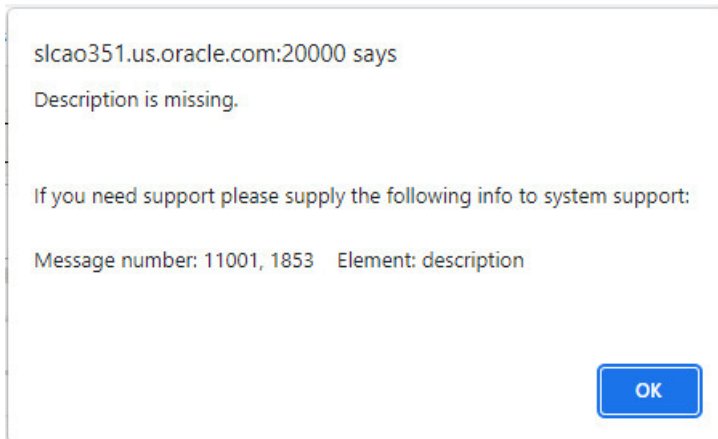 slcao351.us.oracle.com:20000 says
Description is missing.
If you need support please supply the following info to system support:
Message number: 11001, 1853    Element: description
OK